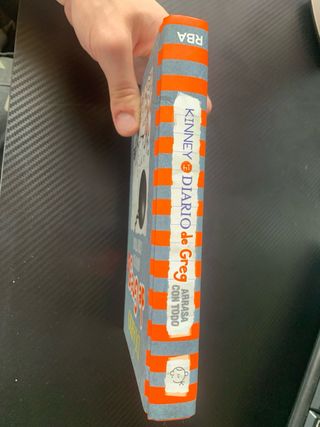 RBA
KINNEY
DIARIO de Greg
ARRASA
CON TODO